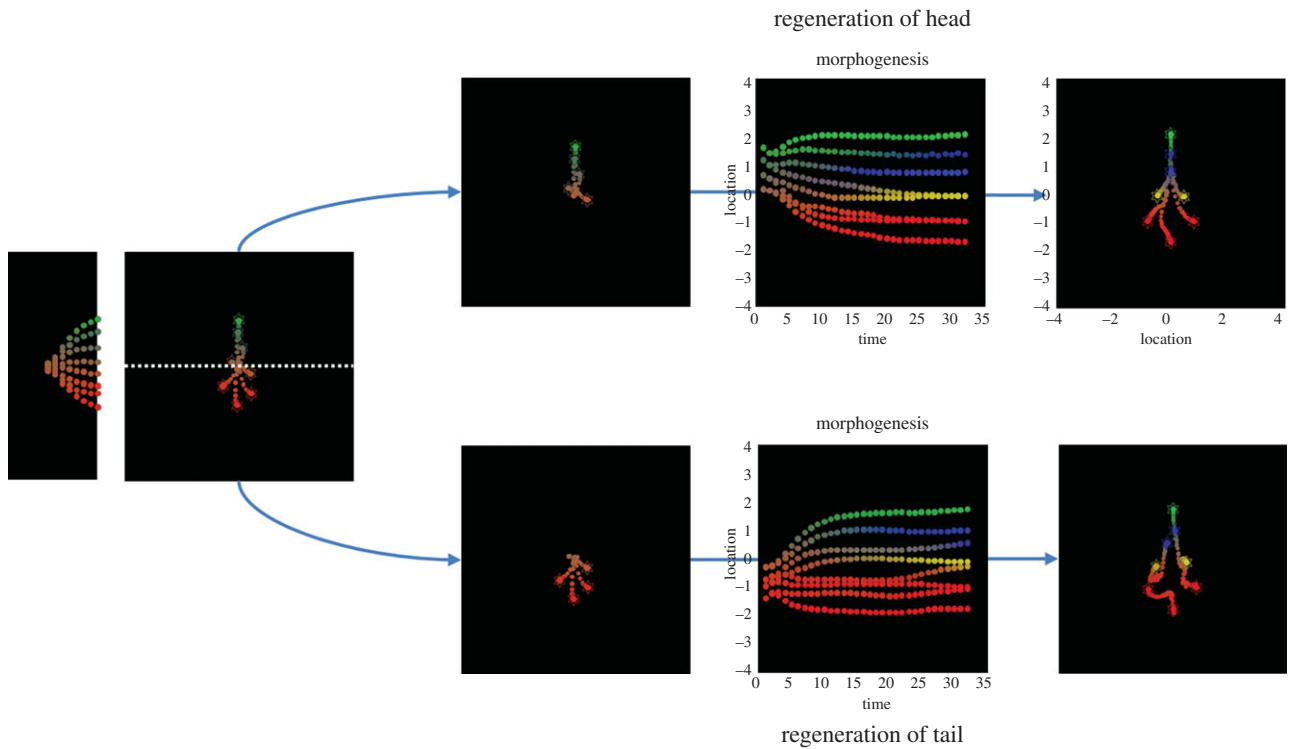 regeneration of head
morphogenesis
4
3
2
1
0
–1
–2
–3
–4
location
0 5 10 15 20 25 30 35
time
4
3
2
1
0
–1
–2
–3
–4
–4 –2 0 2 4
location
morphogenesis
4
3
2
1
0
–1
–2
–3
–4
location
0 5 10 15 20 25 30 35
time
regeneration of tail